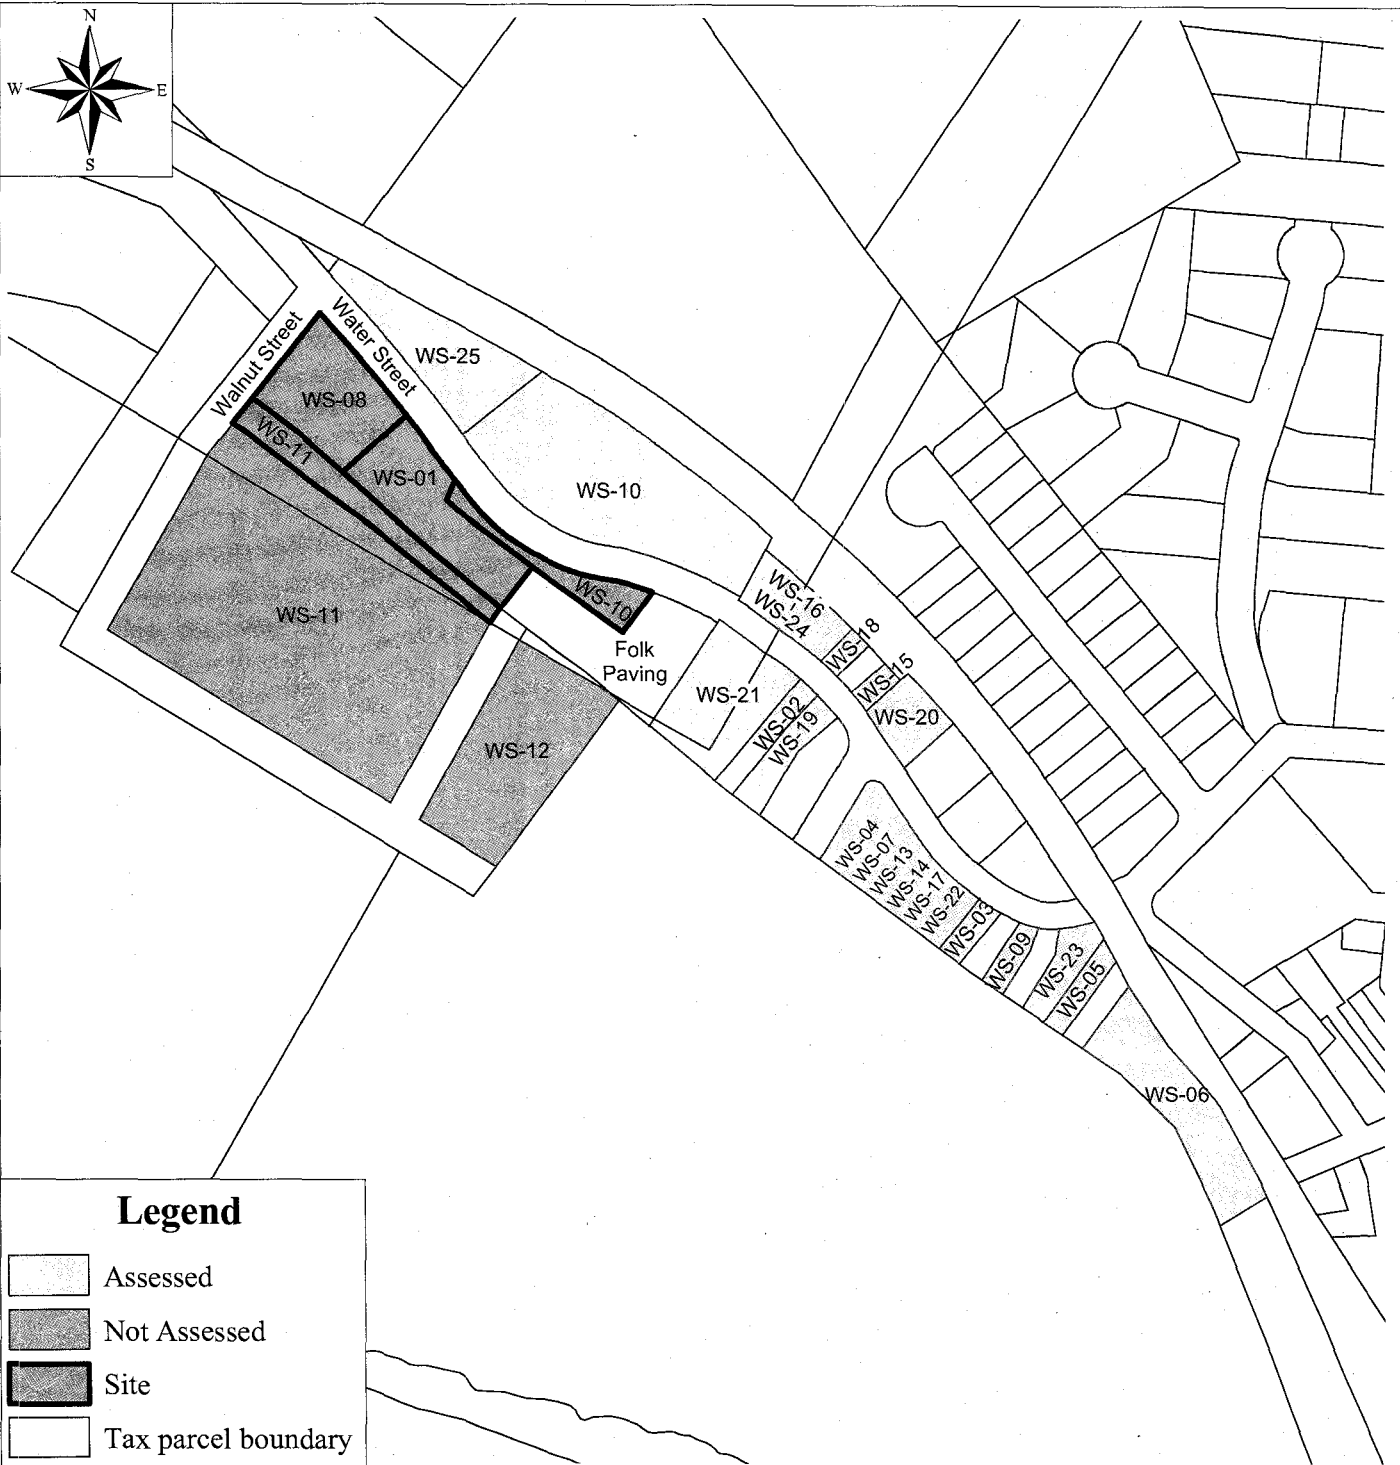 N
W
E
S
Walnut Street
Water Street
WS-25
WS-08
WS-11
WS-01
WS-10
WS-10
WS-16
WS-24
WS-18
WS-15
WS-11
Folk
Paving
WS-21
WS-02
WS-19
WS-20
WS-12
WS-04
WS-07
WS-13
WS-14
WS-17
WS-22
WS-03
WS-09
WS-23
WS-05
WS-06
Legend
Assessed
Not Assessed
Site
Tax parcel boundary